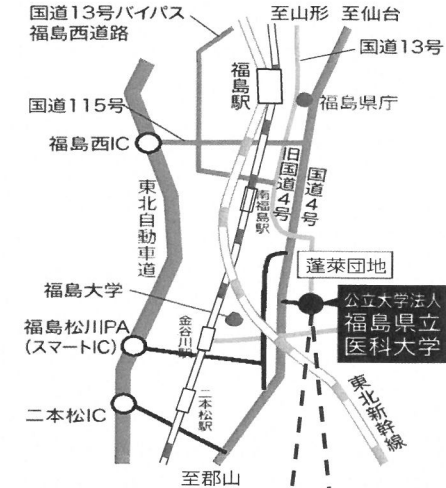 国道13号バイパス
福島西道路
至山形
至仙台
国道13号
福島駅
福島県庁
国道115号
福島西IC
旧国道4号
国道4号
南福島駅
東北自動車道
蓬萊団地
福島大学
公立大学法人
福島県立
医科大学
福島松川PA
(スマートIC)
金谷川駅
二本松駅
二本松IC
東北新幹線
至郡山